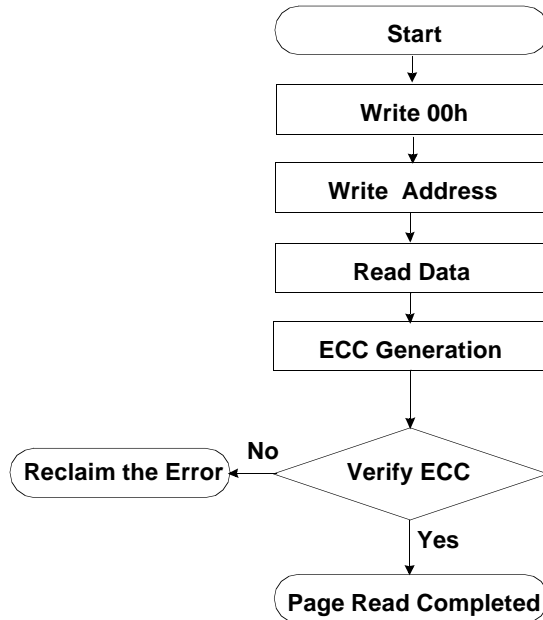 Start
Write 00h
Write Address
Read Data
ECC Generation
No
Reclaim the Error
Verify ECC
Yes
Page Read Completed